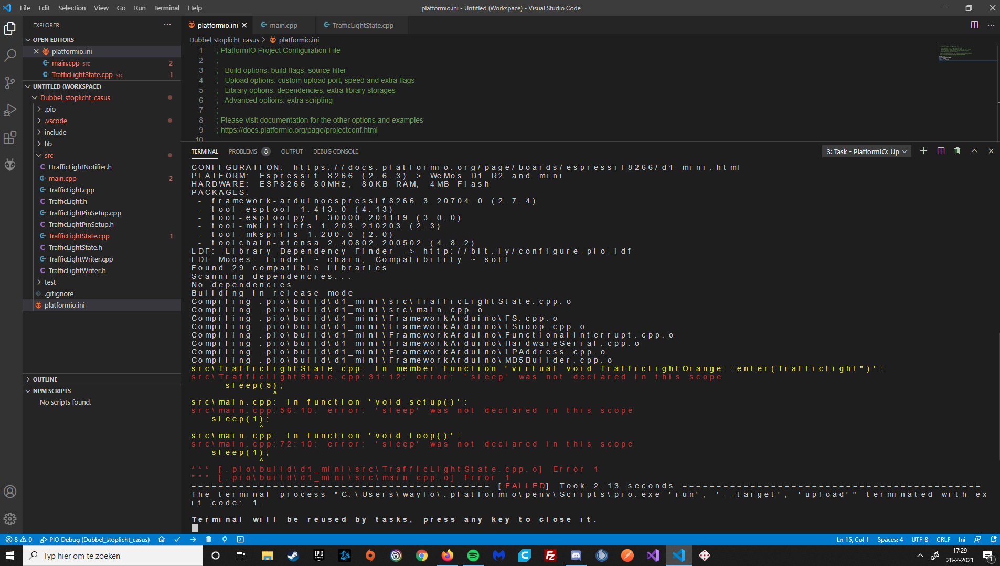 File Edit Selection View Go Run Terminal Help
platformio.ini - Untitled (Workspace) - Visual Studio Code
EXPLORER
OPEN EDITORS
platformio.ini
main.cpp src 2
TrafficLightState.cpp src 1
UNTITLED (WORKSPACE)
Dubbel_stoplicht_casus
.pio
.vscode
include
lib
src
ITrafficLightNotifier.h
main.cpp 2
TrafficLight.cpp
TrafficLight.h
TrafficLightPinSetup.cpp
TrafficLightPinSetup.h
TrafficLightState.cpp 1
TrafficLightState.h
TrafficLightWriter.cpp
TrafficLightWriter.h
test
.gitignore
platformio.ini
OUTLINE
NPM SCRIPTS
No scripts found.
platformio.ini main.cpp TrafficLightState.cpp
Dubbel_stoplicht_casus > platformio.ini
1 ; PlatformIO Project Configuration File
2 ;
3 ;   Build options: build flags, source filter
4 ;   Upload options: custom upload port, speed and extra flags
5 ;   Library options: dependencies, extra library storages
6 ;   Advanced options: extra scripting
7 ;
8 ; Please visit documentation for the other options and examples
9 ; https://docs.platformio.org/page/projectconf.html
10
TERMINAL PROBLEMS 8 OUTPUT DEBUG CONSOLE
3: Task - PlatformIO: Up
CONFIGURATION: https://docs.platformio.org/page/boards/espressif8266/d1_mini.html
PLATFORM: Espressif 8266 (2.6.3) > WeMos D1 R2 and mini
HARDWARE: ESP8266 80MHz, 80KB RAM, 4MB Flash
PACKAGES:
- framework-arduinoespressif8266 3.20704.0 (2.7.4)
- tool-esptool 1.413.0 (4.13)
- tool-esptoolpy 1.30000.201119 (3.0.0)
- tool-mklittlefs 1.203.210203 (2.3)
- tool-mkspiffs 1.200.0 (2.0)
- toolchain-xtensa 2.40802.200502 (4.8.2)
LDF: Library Dependency Finder -> http://bit.ly/configure-pio-ldf
LDF Modes: Finder ~ chain, Compatibility ~ soft
Found 29 compatible libraries
Scanning dependencies...
No dependencies
Building in release mode
Compiling .pio\build\d1_mini\src\TrafficLightState.cpp.o
Compiling .pio\build\d1_mini\src\main.cpp.o
Compiling .pio\build\d1_mini\FrameworkArduino\FS.cpp.o
Compiling .pio\build\d1_mini\FrameworkArduino\FSnoop.cpp.o
Compiling .pio\build\d1_mini\FrameworkArduino\FunctionalInterrupt.cpp.o
Compiling .pio\build\d1_mini\FrameworkArduino\HardwareSerial.cpp.o
Compiling .pio\build\d1_mini\FrameworkArduino\IPAddress.cpp.o
Compiling .pio\build\d1_mini\FrameworkArduino\MD5Builder.cpp.o
src\TrafficLightState.cpp: In member function 'virtual void TrafficLightOrange::enter(TrafficLight*)':
src\TrafficLightState.cpp:31:12: error: 'sleep' was not declared in this scope
sleep(5);
^
src\main.cpp: In function 'void setup()':
src\main.cpp:56:10: error: 'sleep' was not declared in this scope
sleep(1);
^
src\main.cpp: In function 'void loop()':
src\main.cpp:72:10: error: 'sleep' was not declared in this scope
sleep(1);
^
*** [.pio\build\d1_mini\src\TrafficLightState.cpp.o] Error 1
*** [.pio\build\d1_mini\src\main.cpp.o] Error 1
============================================ [FAILED] Took 2.13 seconds ============================================
The terminal process "C:\Users\waylo\.platformio\penv\Scripts\pio.exe 'run', '--target', 'upload'" terminated with ex
it code: 1.
Terminal will be reused by tasks, press any key to close it.
8 0 PIO Debug (Dubbel_stoplicht_casus) Ln 15, Col 1 Spaces: 4 UTF-8 CRLF Ini
Typ hier om te zoeken
EPIC GAMES
17:29
28-2-2021
1